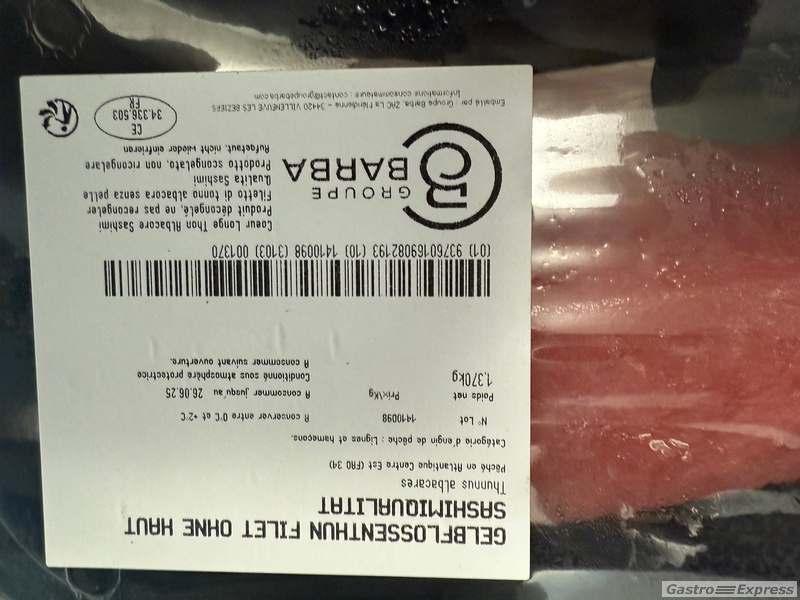 GELBFLOSSENTHUN FILET OHNE HAUT
SASHIMIQUALITAT
Thunnus albacares
Pêché en Atlantique Centre Est (FAO 34)
Catégorie d'engin de pêche : Lignes et hameçons.
N° Lot 1410098 A conserver entre 0°C et +2°C
Poids net Prix\Kg A consommer jusqu'au 26.06.25
1,370kg Conditionné sous atmosphère protectrice
A consommer suivant ouverture.
(01) 93760169082193 (10) 1410098 (3103) 001370
Coeur Longe Thon Albacore Sashimi
Produit décongelé, ne pas recongeler
Filetto di tonno albacora senza pelle
Qualita Sashimi
Prodotto scongelato, non ricongelare
Aufgetaut, nicht wieder einfrieren
GROUPE
BARBA
FR
34.336.503
CE
Emballé par : Groupe Barba, ZAC La Méridienne - 34420 VILLENEUVE LES BEZIERS
Informations consommateurs : contact@groupebarba.com
Gastro Express